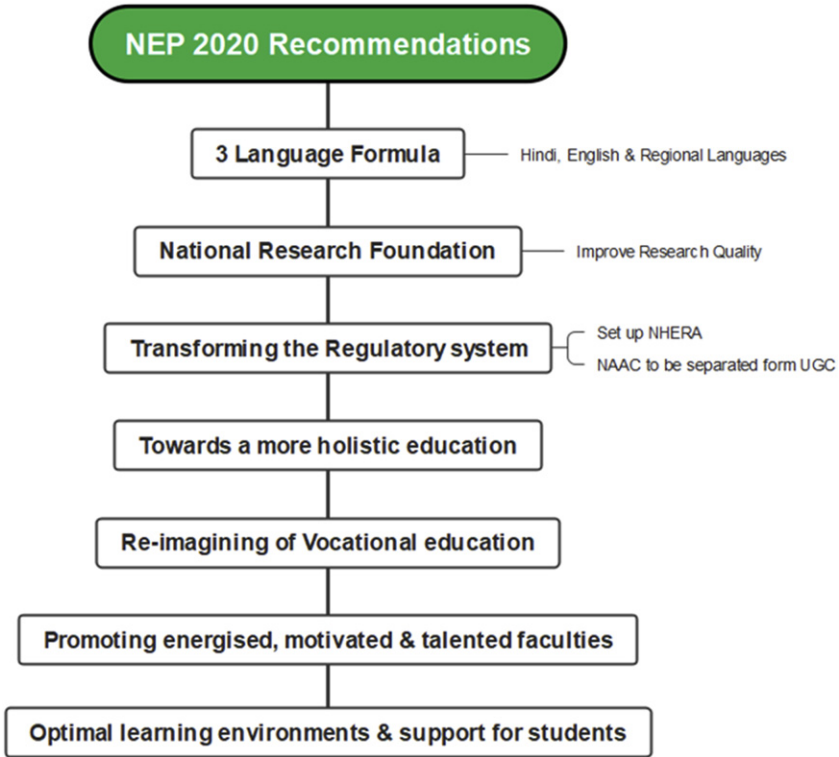 NEP 2020 Recommendations
3 Language Formula
Hindi, English & Regional Languages
National Research Foundation
Improve Research Quality
Transforming the Regulatory system
Set up NHERA
NAAC to be separated form UGC
Towards a more holistic education
Re-imagining of Vocational education
Promoting energised, motivated & talented faculties
Optimal learning environments & support for students